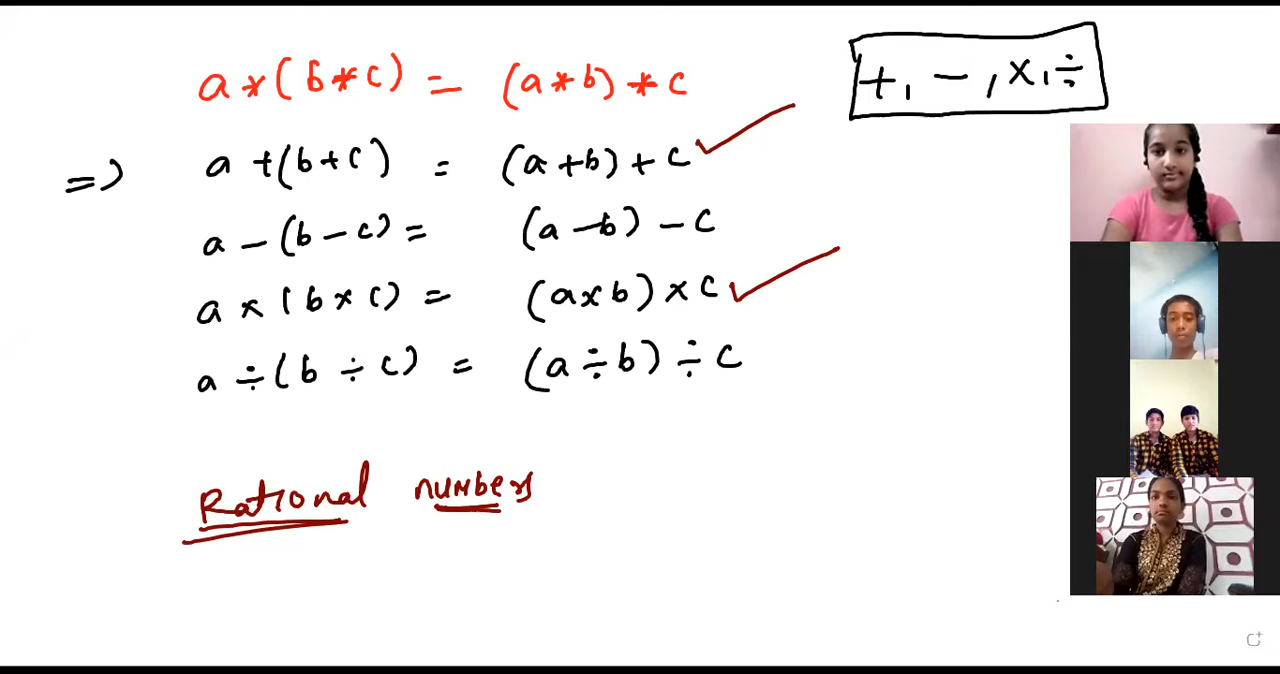 a * ( b * c ) = (a * b) * c
+, - , x, ÷
=> a + (b + c) = (a + b) + c ✓
a - (b - c) = (a - b) - c
a × (b × c) = (a × b) × c ✓
a ÷ (b ÷ c) = (a ÷ b) ÷ c
Rational numbers